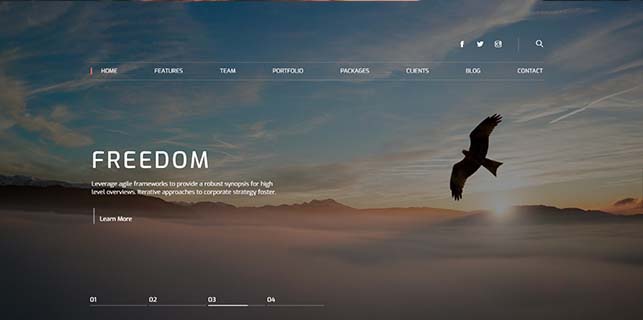 HOME
FEATURES
TEAM
PORTFOLIO
PACKAGES
CLIENTS
BLOG
CONTACT
FREEDOM
Leverage agile frameworks to provide a robust synopsis for high
level overviews. Iterative approaches to corporate strategy foster.
Learn More
01
02
03
04